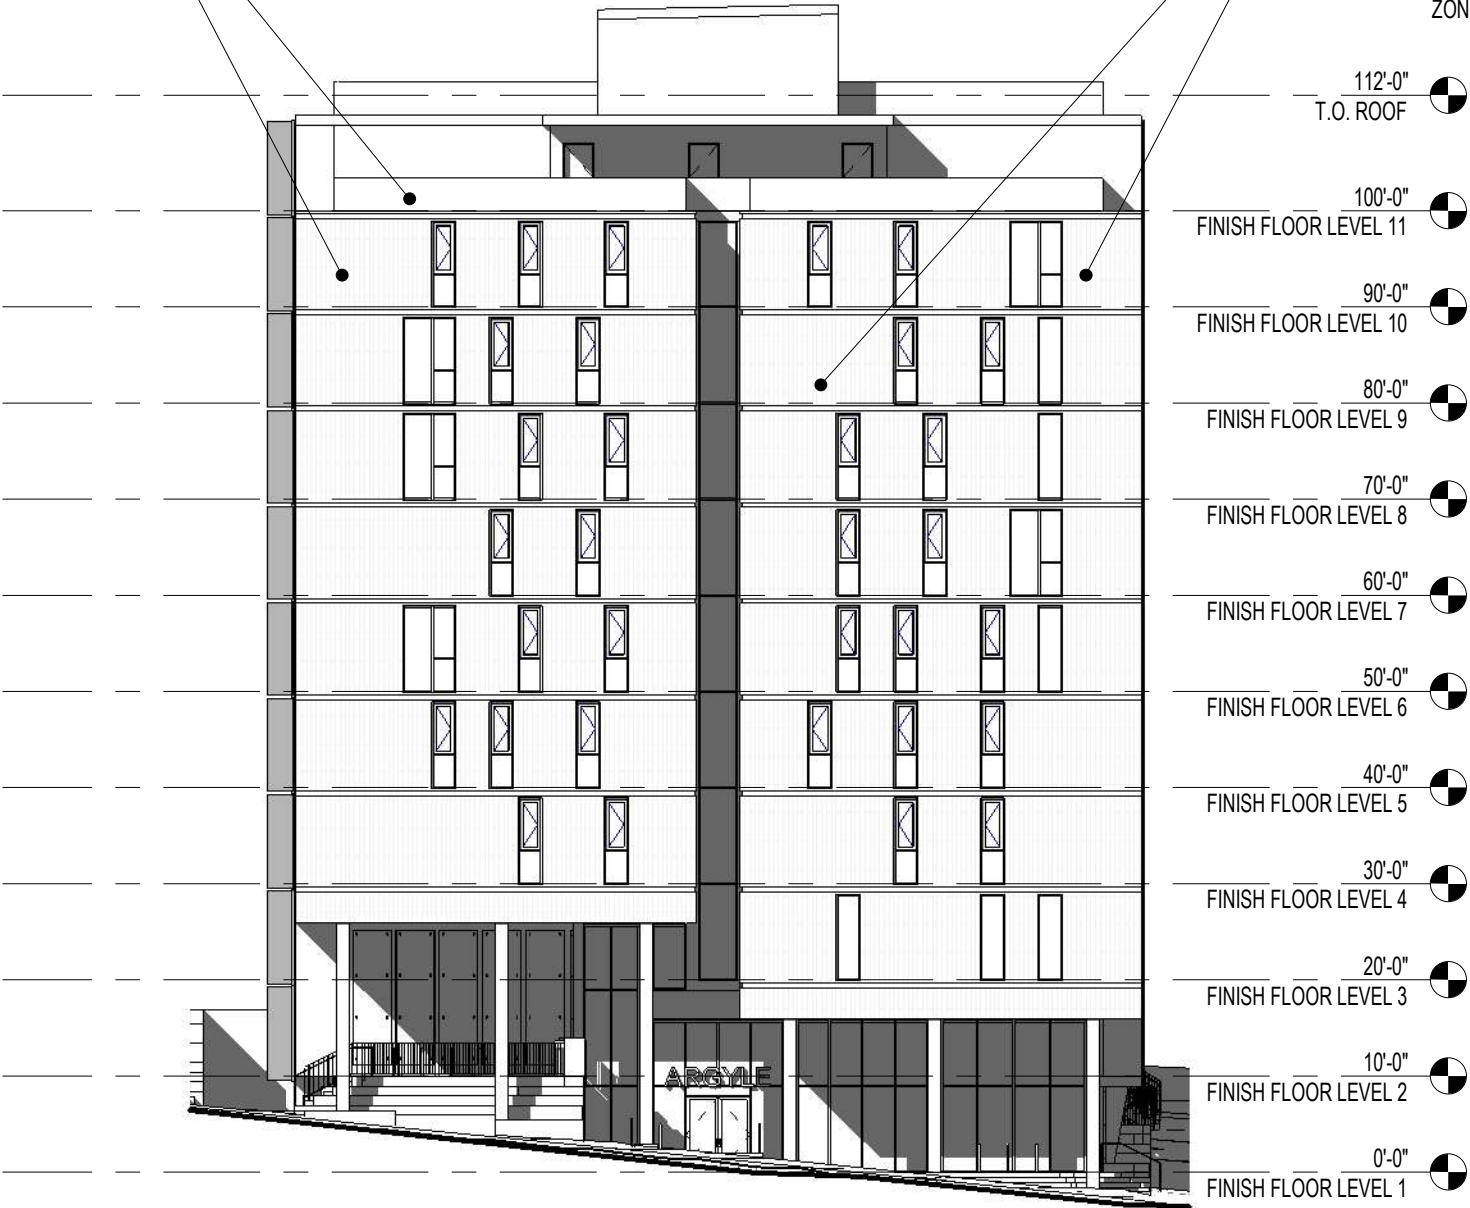 ZON
112'-0"
T.O. ROOF
100'-0"
FINISH FLOOR LEVEL 11
90'-0"
FINISH FLOOR LEVEL 10
80'-0"
FINISH FLOOR LEVEL 9
70'-0"
FINISH FLOOR LEVEL 8
60'-0"
FINISH FLOOR LEVEL 7
50'-0"
FINISH FLOOR LEVEL 6
40'-0"
FINISH FLOOR LEVEL 5
30'-0"
FINISH FLOOR LEVEL 4
20'-0"
FINISH FLOOR LEVEL 3
ARGYLE
10'-0"
FINISH FLOOR LEVEL 2
0'-0"
FINISH FLOOR LEVEL 1